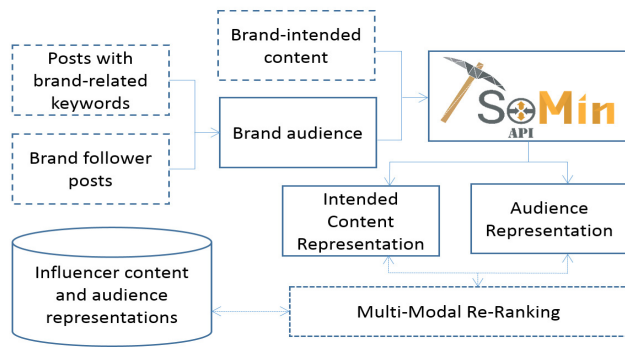 Posts with
brand-related
keywords
Brand follower
posts
Brand-intended
content
Brand audience
SoMin
API
Intended
Content
Representation
Audience
Representation
Influencer content
and audience
representations
Multi-Modal Re-Ranking